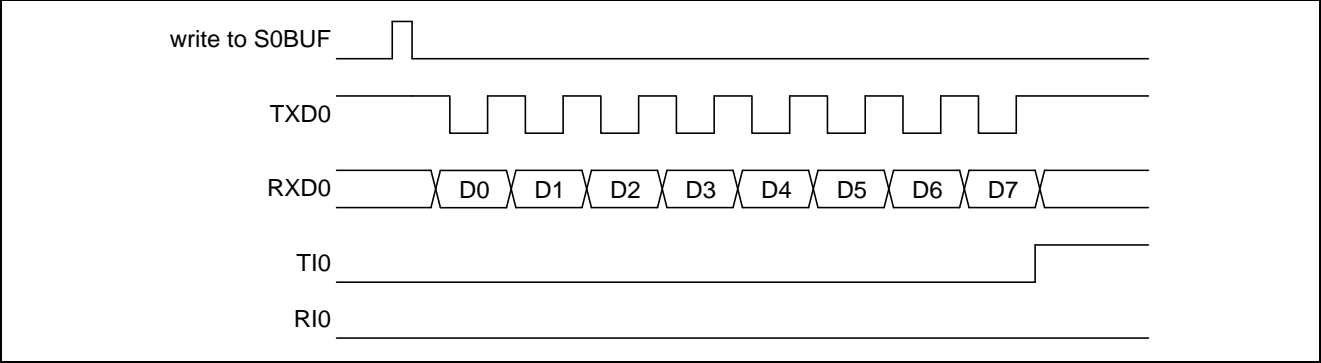 write to S0BUF
TXD0
RXD0 D0 D1 D2 D3 D4 D5 D6 D7
TI0
RI0